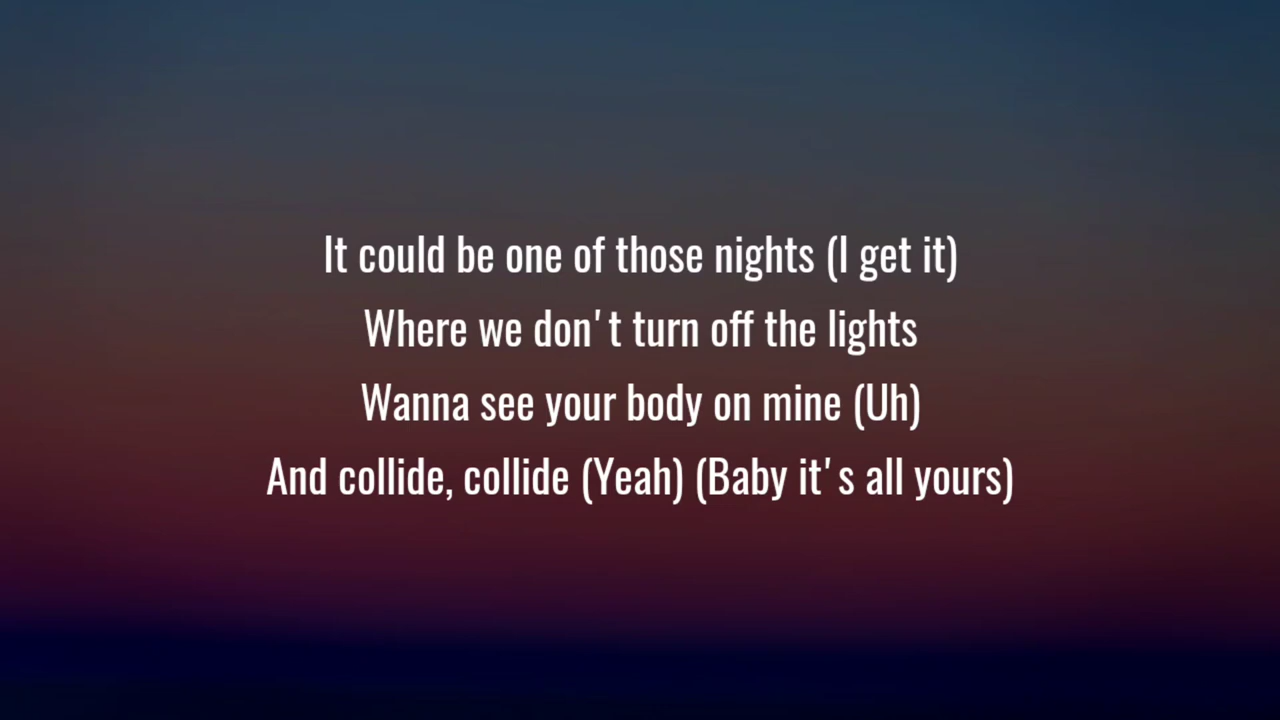 It could be one of those nights (I get it)
Where we don't turn off the lights
Wanna see your body on mine (Uh)
And collide, collide (Yeah) (Baby it's all yours)